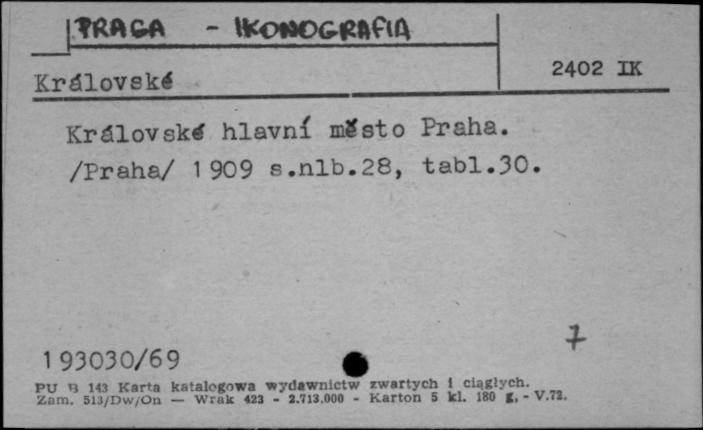 PRAGA - IKONOGRAFIA
Královské
2402 IK
Královské hlavní město Praha.
/Praha/ 1909 s.nlb.28, tabl.30.
7
193030/69
PU B 143 Karta katalogowa wydawnictw zwartych i ciągłych.
Zam. 513/Dw/On — Wrak 423 - 2.713.000 - Karton 5 kl. 180 g. - V.72.